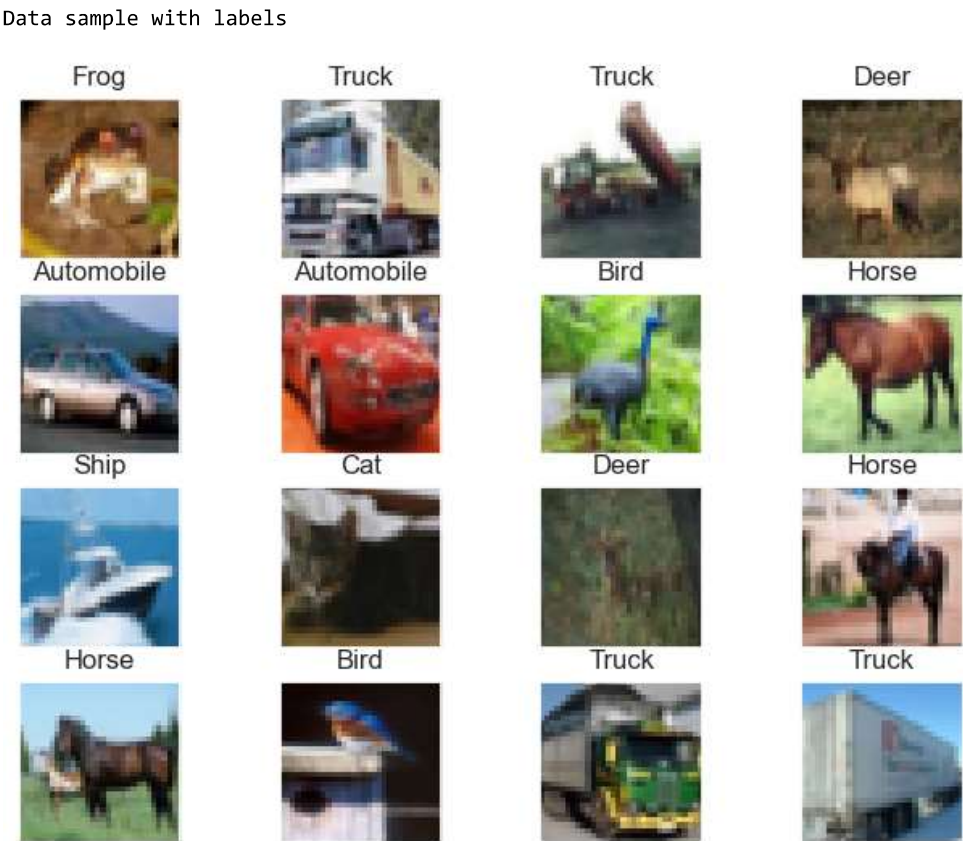 Data sample with labels
Frog Truck Truck Deer
Automobile Automobile Bird Horse
Ship Cat Deer Horse
Horse Bird Truck Truck